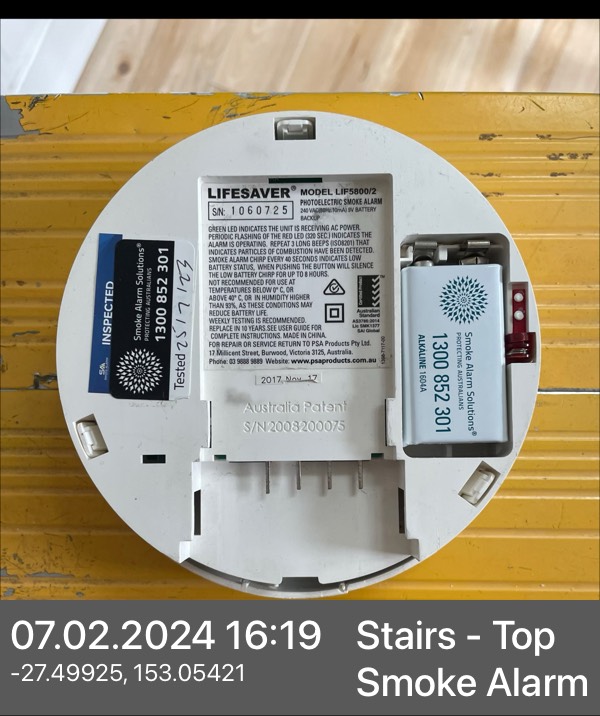 LIFESAVER® MODEL LIF5800/2
PHOTOELECTRIC SMOKE ALARM
S/N: 1060725
BACKUP
GREEN LED INDICATES THE UNIT IS RECEIVING AC POWER.
PERIODIC FLASHING OF THE RED LED (320 SEC) INDICATES THE
ALARM IS OPERATING. REPEAT 3 LONG BEEPS (ISO8201) THAT
INDICATES PARTICLES OF COMBUSTION HAVE BEEN DETECTED.
SMOKE ALARM CHIRP EVERY 40 SECONDS INDICATES LOW
BATTERY STATUS, WHEN PUSHING THE BUTTON WILL SILENCE
THE LOW BATTERY CHIRP FOR UP TO 8 HOURS.
NOT RECOMMENDED FOR USE AT
TEMPERATURES BELOW 0° C, OR
ABOVE 40° C, OR IN HUMIDITY HIGHER
THAN 93%, AS THESE CONDITIONS MAY
REDUCE BATTERY LIFE.
WEEKLY TESTING IS RECOMMENDED.
REPLACE IN 10 YEARS.SEE USER GUIDE FOR
COMPLETE INSTRUCTIONS. MADE IN CHINA.
FOR REPAIR OR SERVICE RETURN TO PSA Products Pty Ltd.
17 Millicent Street, Burwood, Victoria 3125, Australia.
Phone: 03 9888 9889 Website: www.psaproducts.com.au
Australian
Standard
AS3786-2014
Lic SMK1377
SAI Global
2017 Nov 17
Australia Patent
S/N:2008200075
INSPECTED
Smoke Alarm Solutions®
PROTECTING AUSTRALIANS
1300 852 301
Tested
Smoke Alarm Solutions®
PROTECTING AUSTRALIANS
1300 852 301
ALKALINE 1604A
07.02.2024 16:19
-27.49925, 153.05421
Stairs - Top
Smoke Alarm